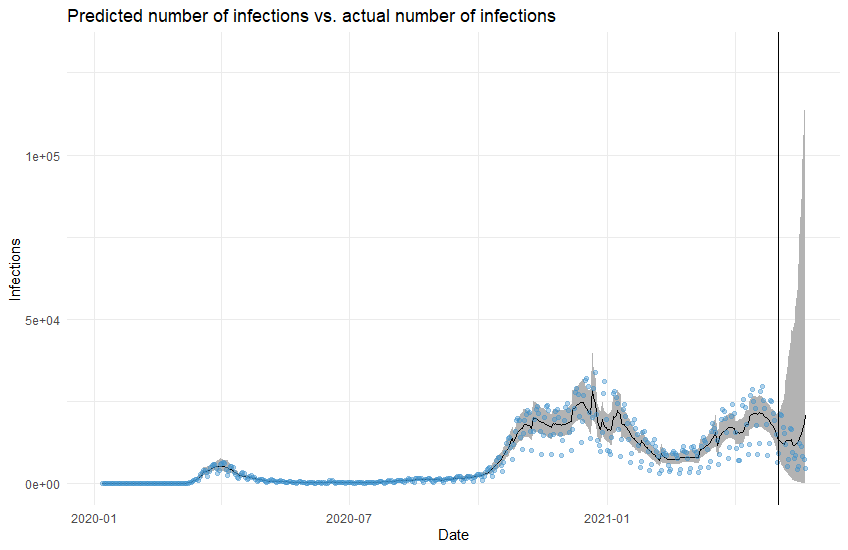 Predicted number of infections vs. actual number of infections
1e+05
5e+04
0e+00
Infections
2020-01
2020-07
2021-01
Date